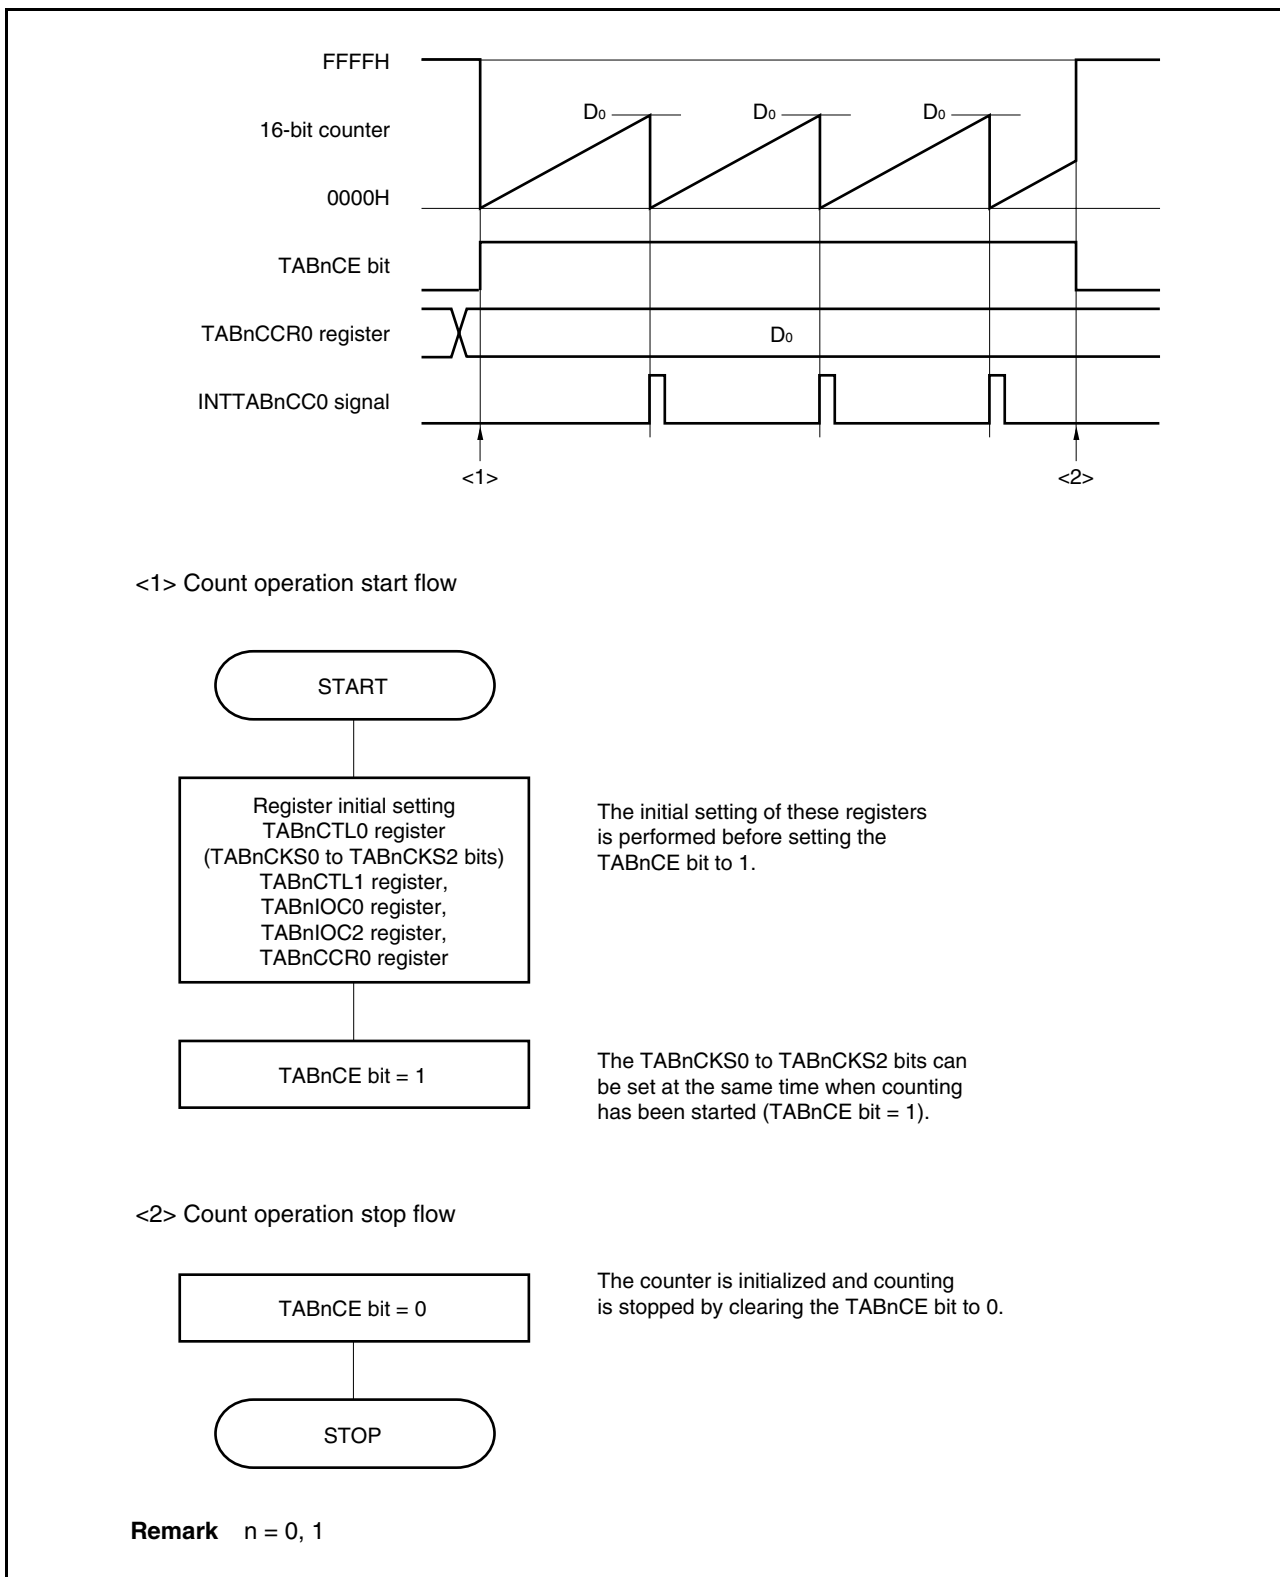 FFFFH
D0 D0 D0
16-bit counter
0000H
TABnCE bit
TABnCCR0 register D0
INTTABnCC0 signal
<1> <2>
<1> Count operation start flow
START
Register initial setting
TABnCTL0 register
(TABnCKS0 to TABnCKS2 bits)
TABnCTL1 register,
TABnIOC0 register,
TABnIOC2 register,
TABnCCR0 register
The initial setting of these registers
is performed before setting the
TABnCE bit to 1.
TABnCE bit = 1
The TABnCKS0 to TABnCKS2 bits can
be set at the same time when counting
has been started (TABnCE bit = 1).
<2> Count operation stop flow
TABnCE bit = 0
The counter is initialized and counting
is stopped by clearing the TABnCE bit to 0.
STOP
Remark n = 0, 1